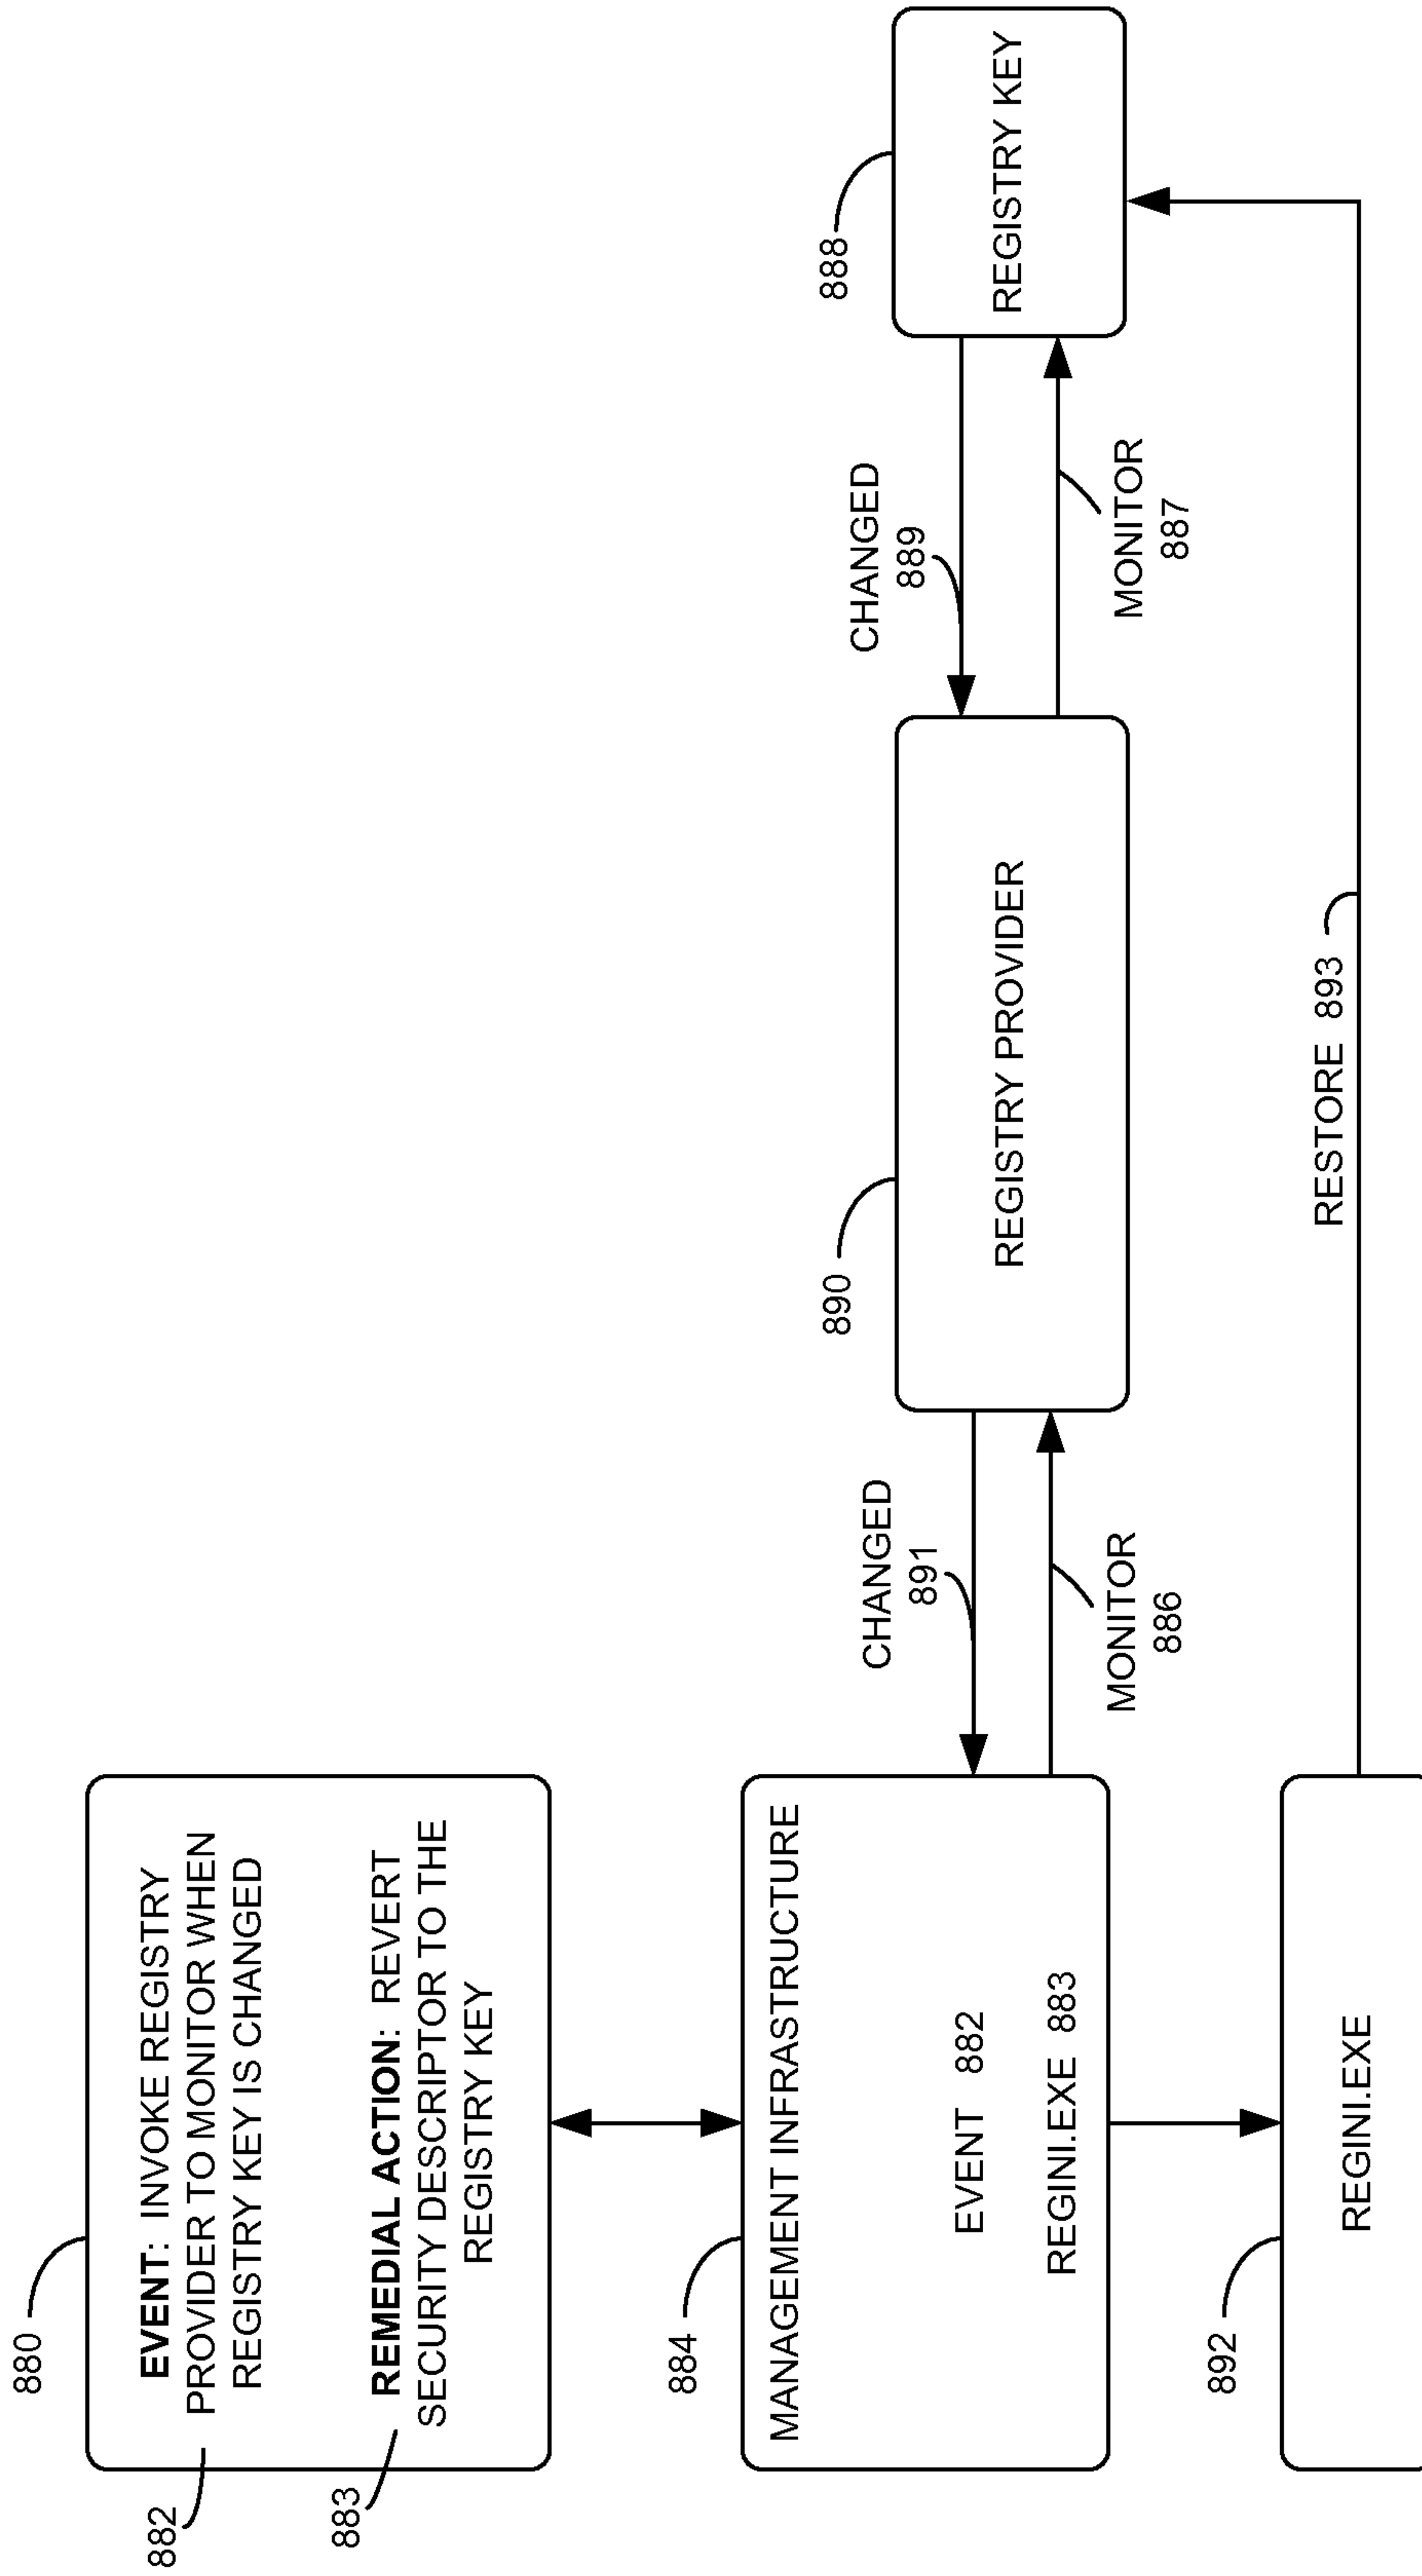 880
882
EVENT: INVOKE REGISTRY
PROVIDER TO MONITOR WHEN
REGISTRY KEY IS CHANGED
883
REMEDIAL ACTION: REVERT
SECURITY DESCRIPTOR TO THE
REGISTRY KEY
884
MANAGEMENT INFRASTRUCTURE
EVENT 882
REGINI.EXE 883
CHANGED
891
MONITOR
886
890
REGISTRY PROVIDER
CHANGED
889
MONITOR
887
888
REGISTRY KEY
892
REGINI.EXE
RESTORE 893